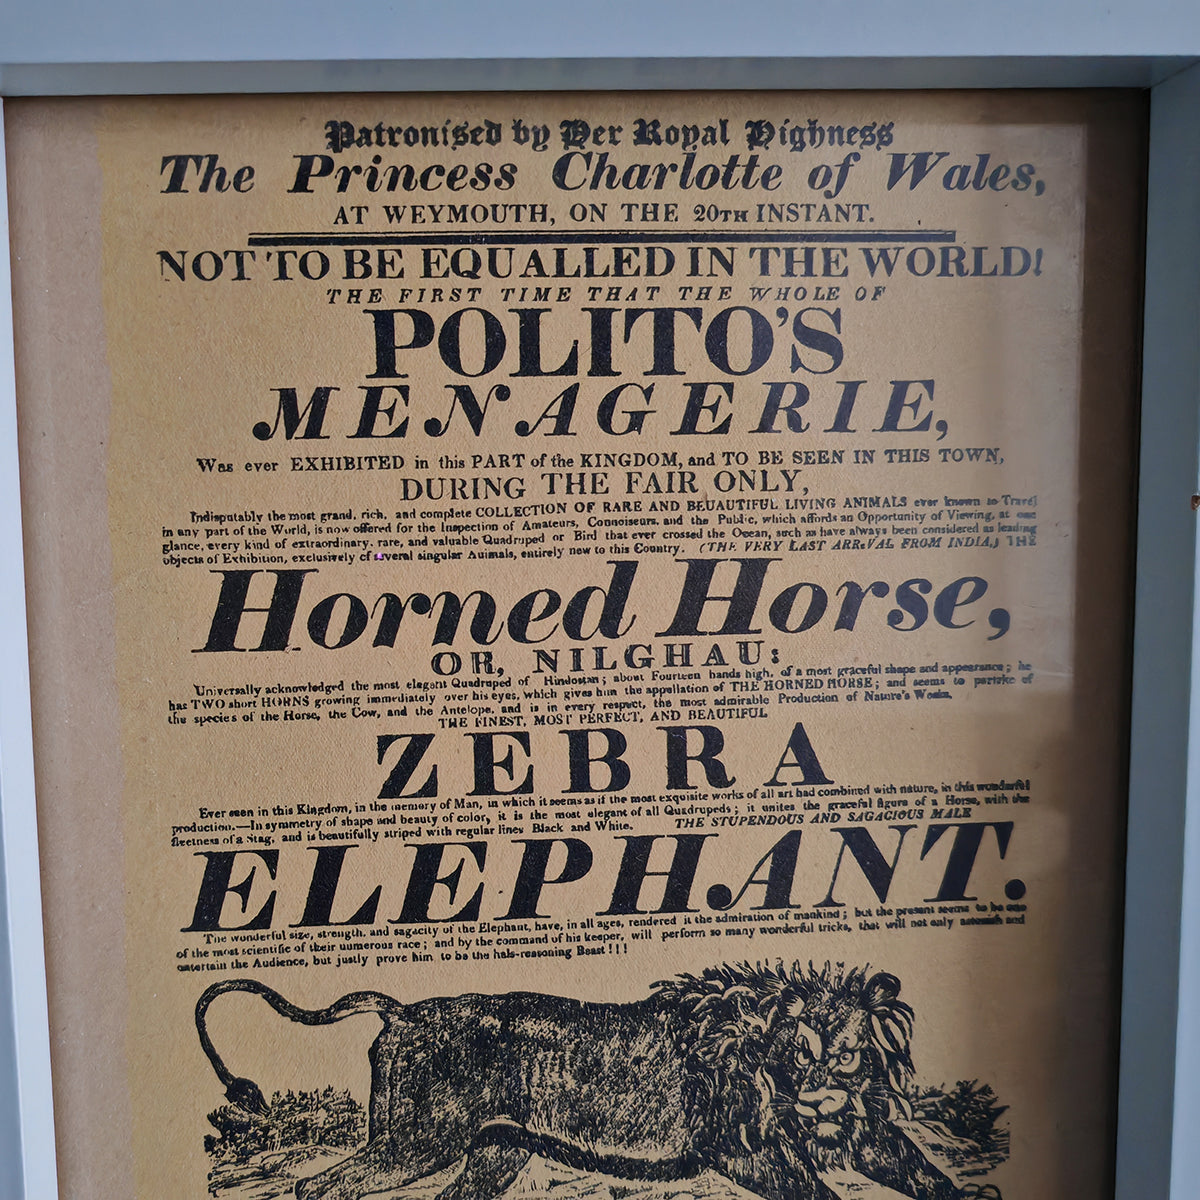 Patronised by Her Royal Highness
The Princess Charlotte of Wales,
AT WEYMOUTH, ON THE 20TH INSTANT.
NOT TO BE EQUALLED IN THE WORLD!
THE FIRST TIME THAT THE WHOLE OF
POLITO'S
MENAGERIE,
Was ever EXHIBITED in this PART of the KINGDOM, and TO BE SEEN IN THIS TOWN,
DURING THE FAIR ONLY,
Indisputably the most grand, rich, and complete COLLECTION OF RARE AND BEUAUTIFUL LIVING ANIMALS ever known to Travel
in any part of the World, is now offered for the Inspection of Amateurs, Connoiseurs, and the Public, which affords an Opportunity of Viewing, at one
glance, every kind of extraordinary, rare, and valuable Quadruped or Bird that ever crossed the Ocean, such as have always been considered as leading
objects of Exhibition, exclusively of several singular Animals, entirely new to this Country. (THE VERY LAST ARRIVAL FROM INDIA,) THE
Horned Horse,
OR, NILGHAU:
Universally acknowledged the most elegant Quadruped of Hindostan; about Fourteen hands high, of a most graceful shape and appearance; he
has TWO short HORNS growing immediately over his eyes, which gives him the appellation of THE HORNED HORSE; and seems to partake of
the species of the Horse, the Cow, and the Antelope, and is in every respect, the most admirable Production of Nature's Works.
THE FINEST, MOST PERFECT, AND BEAUTIFUL
ZEBRA
Ever seen in this Kingdom, in the memory of Man, in which it seems as if the most exquisite works of all art had combined with nature, in this wonderful
production.—In symmetry of shape and beauty of color, it is the most elegant of all Quadrupeds; it unites the graceful figure of a Horse, with the
fleetness of a Stag, and is beautifully striped with regular lines Black and White. THE STUPENDOUS AND SAGACIOUS MALE
ELEPHANT.
The wonderful size, strength, and sagacity of the Elephant, have, in all ages, rendered it the admiration of mankind; but the present seems to be one
of the most scientific of their numerous race; and by the command of his keeper, will perform so many wonderful tricks, that will not only astonish and
entertain the Audience, but justly prove him to be the hals-reasoning Beast!!!